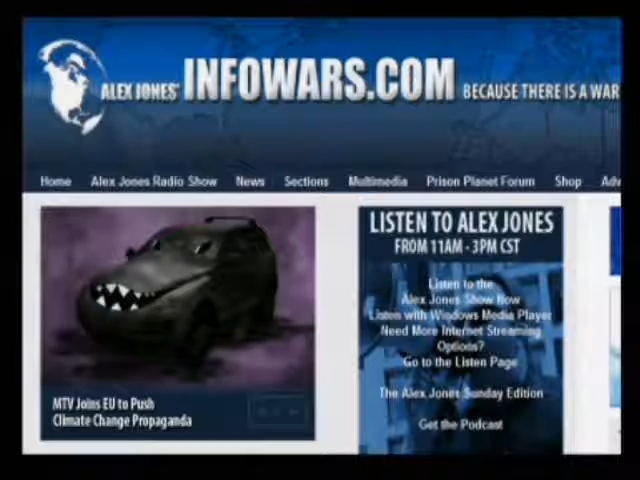 ALEX JONES' INFOWARS.COM BECAUSE THERE IS A WAR
Home Alex Jones Radio Show News Sections Multimedia Prison Planet Forum Shop Adv
LISTEN TO ALEX JONES
FROM 11AM - 3PM CST
Listen to the
Alex Jones Show Now
Listen with Windows Media Player
Need More Internet Streaming
Options?
Go to the Listen Page
The Alex Jones Sunday Edition
Get the Podcast
MTV Joins EU to Push
Climate Change Propaganda